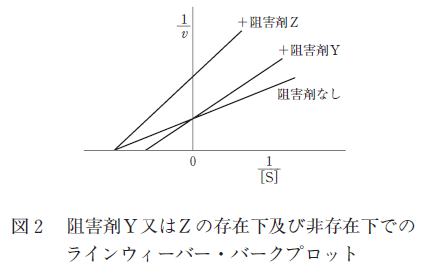 1
v
＋阻害剤Z
＋阻害剤Y
阻害剤なし
0
1
[S]
図2 阻害剤Y又はZの存在下及び非存在下での
ラインウィーバー・バークプロット